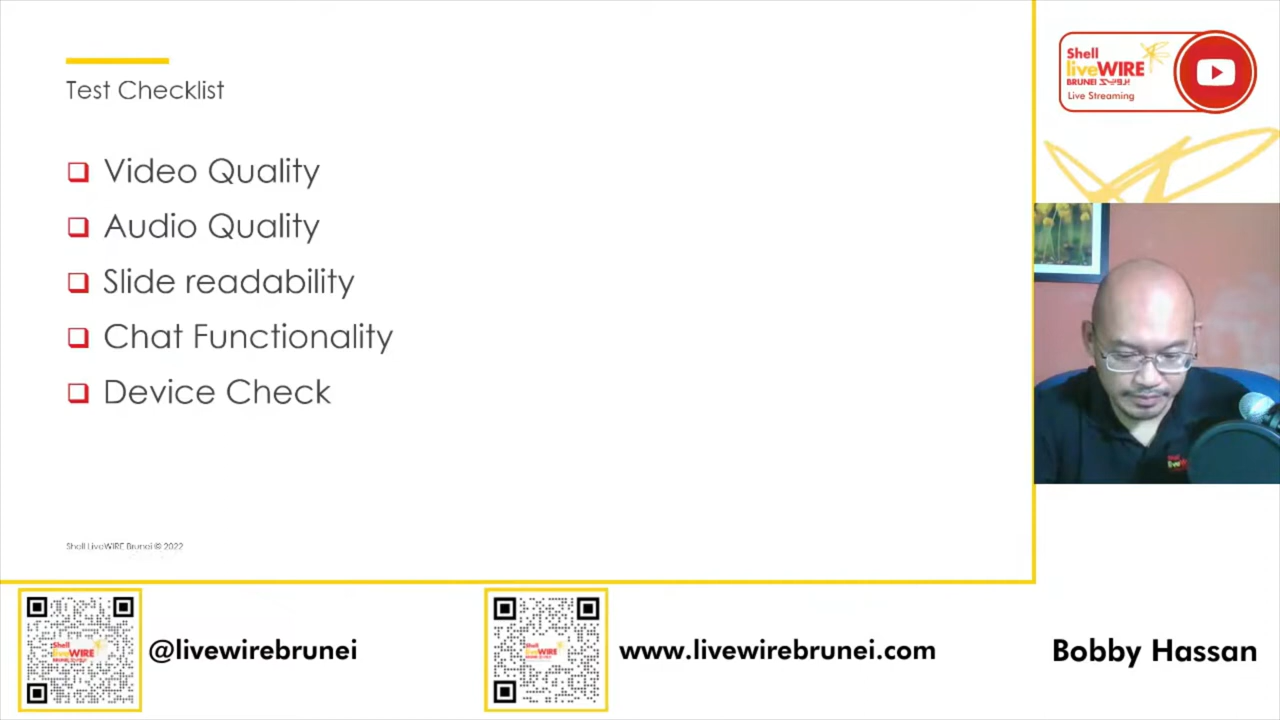 Test Checklist
Video Quality
Audio Quality
Slide readability
Chat Functionality
Device Check
Shell LiveWIRE Brunei © 2022
Shell
liveWIRE
BRUNEI بروني
Live Streaming
@livewirebrunei
www.livewirebrunei.com
Bobby Hassan